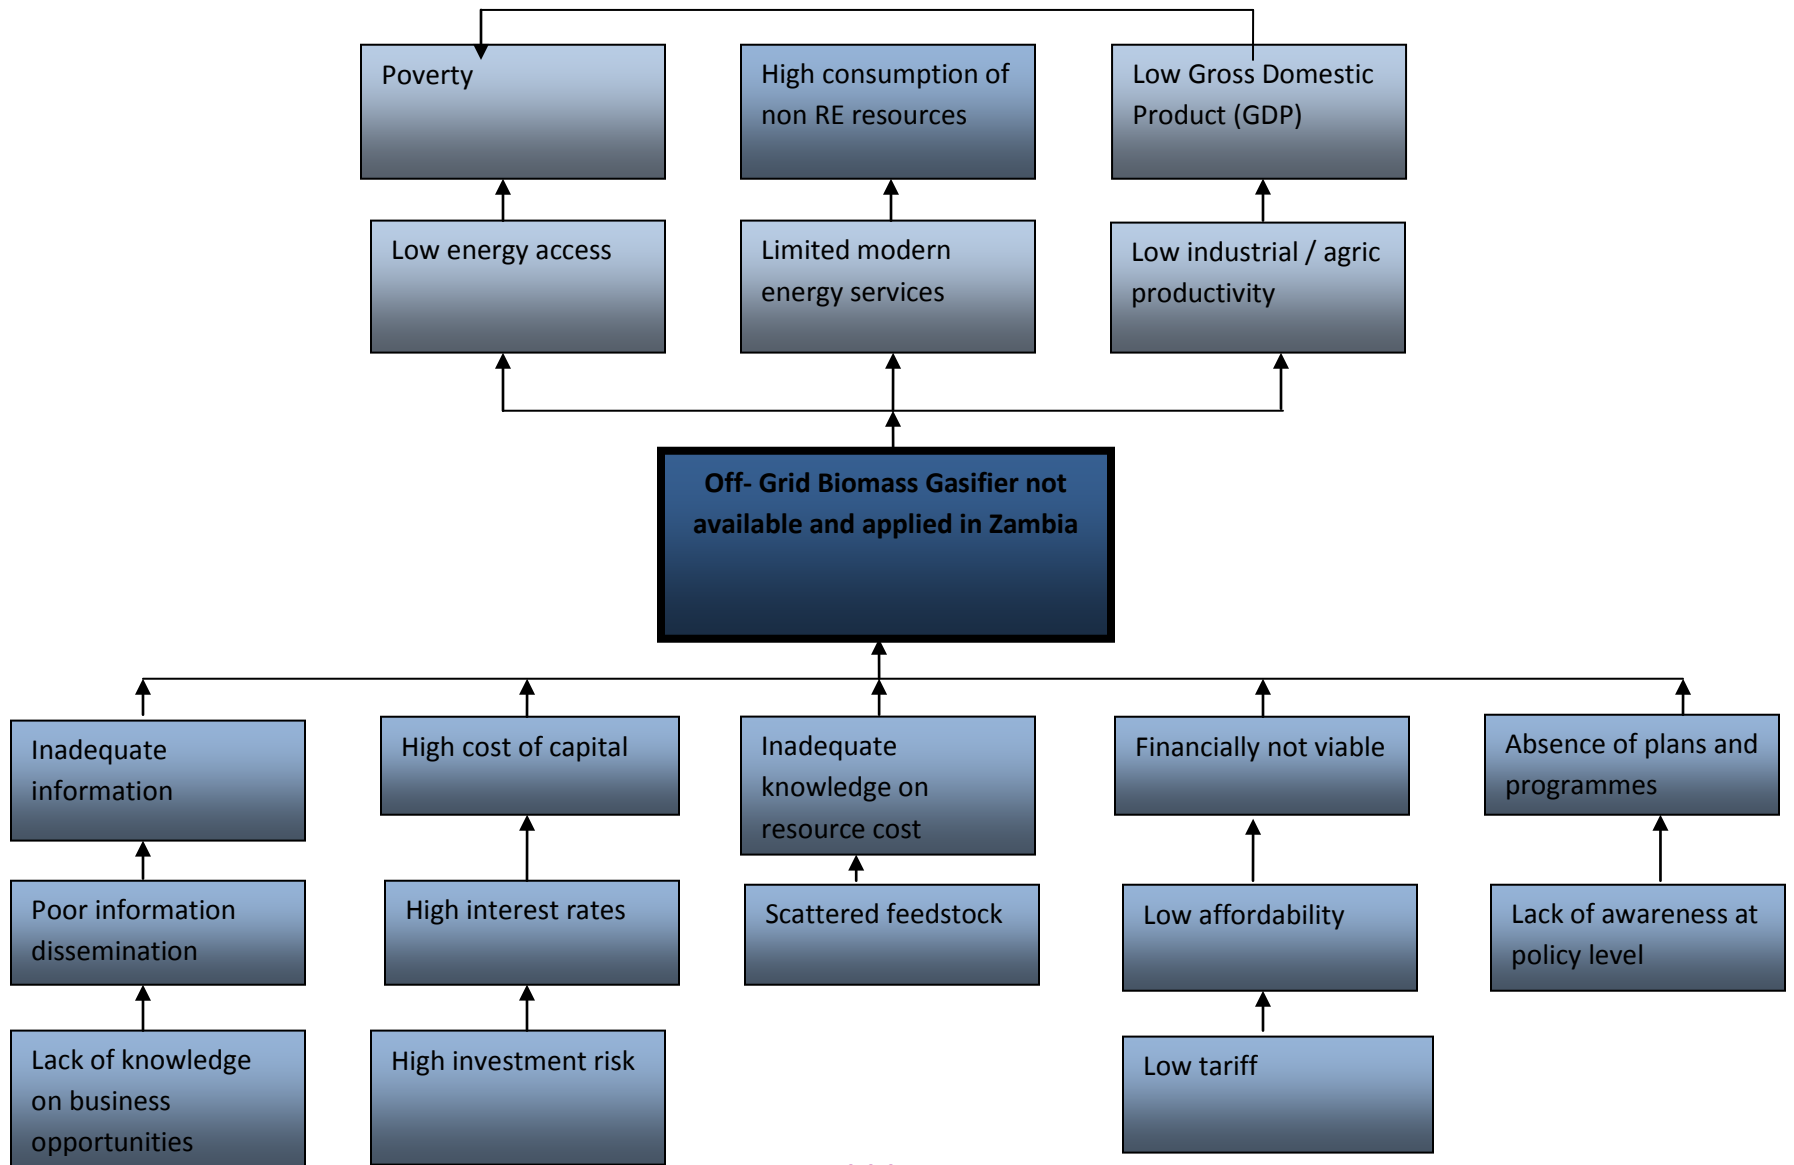 Poverty
High consumption of
non RE resources
Low Gross Domestic
Product (GDP)
Low energy access
Limited modern
energy services
Low industrial / agric
productivity
Off- Grid Biomass Gasifier not
available and applied in Zambia
Inadequate
information
High cost of capital
Inadequate
knowledge on
resource cost
Financially not viable
Absence of plans and
programmes
Poor information
dissemination
High interest rates
Scattered feedstock
Low affordability
Lack of awareness at
policy level
Lack of knowledge
on business
opportunities
High investment risk
Low tariff